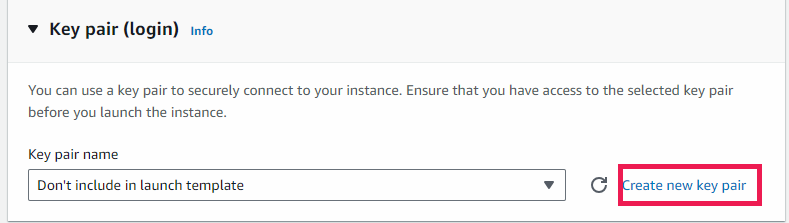 Key pair (login) Info
You can use a key pair to securely connect to your instance. Ensure that you have access to the selected key pair
before you launch the instance.
Key pair name
Don't include in launch template
Create new key pair